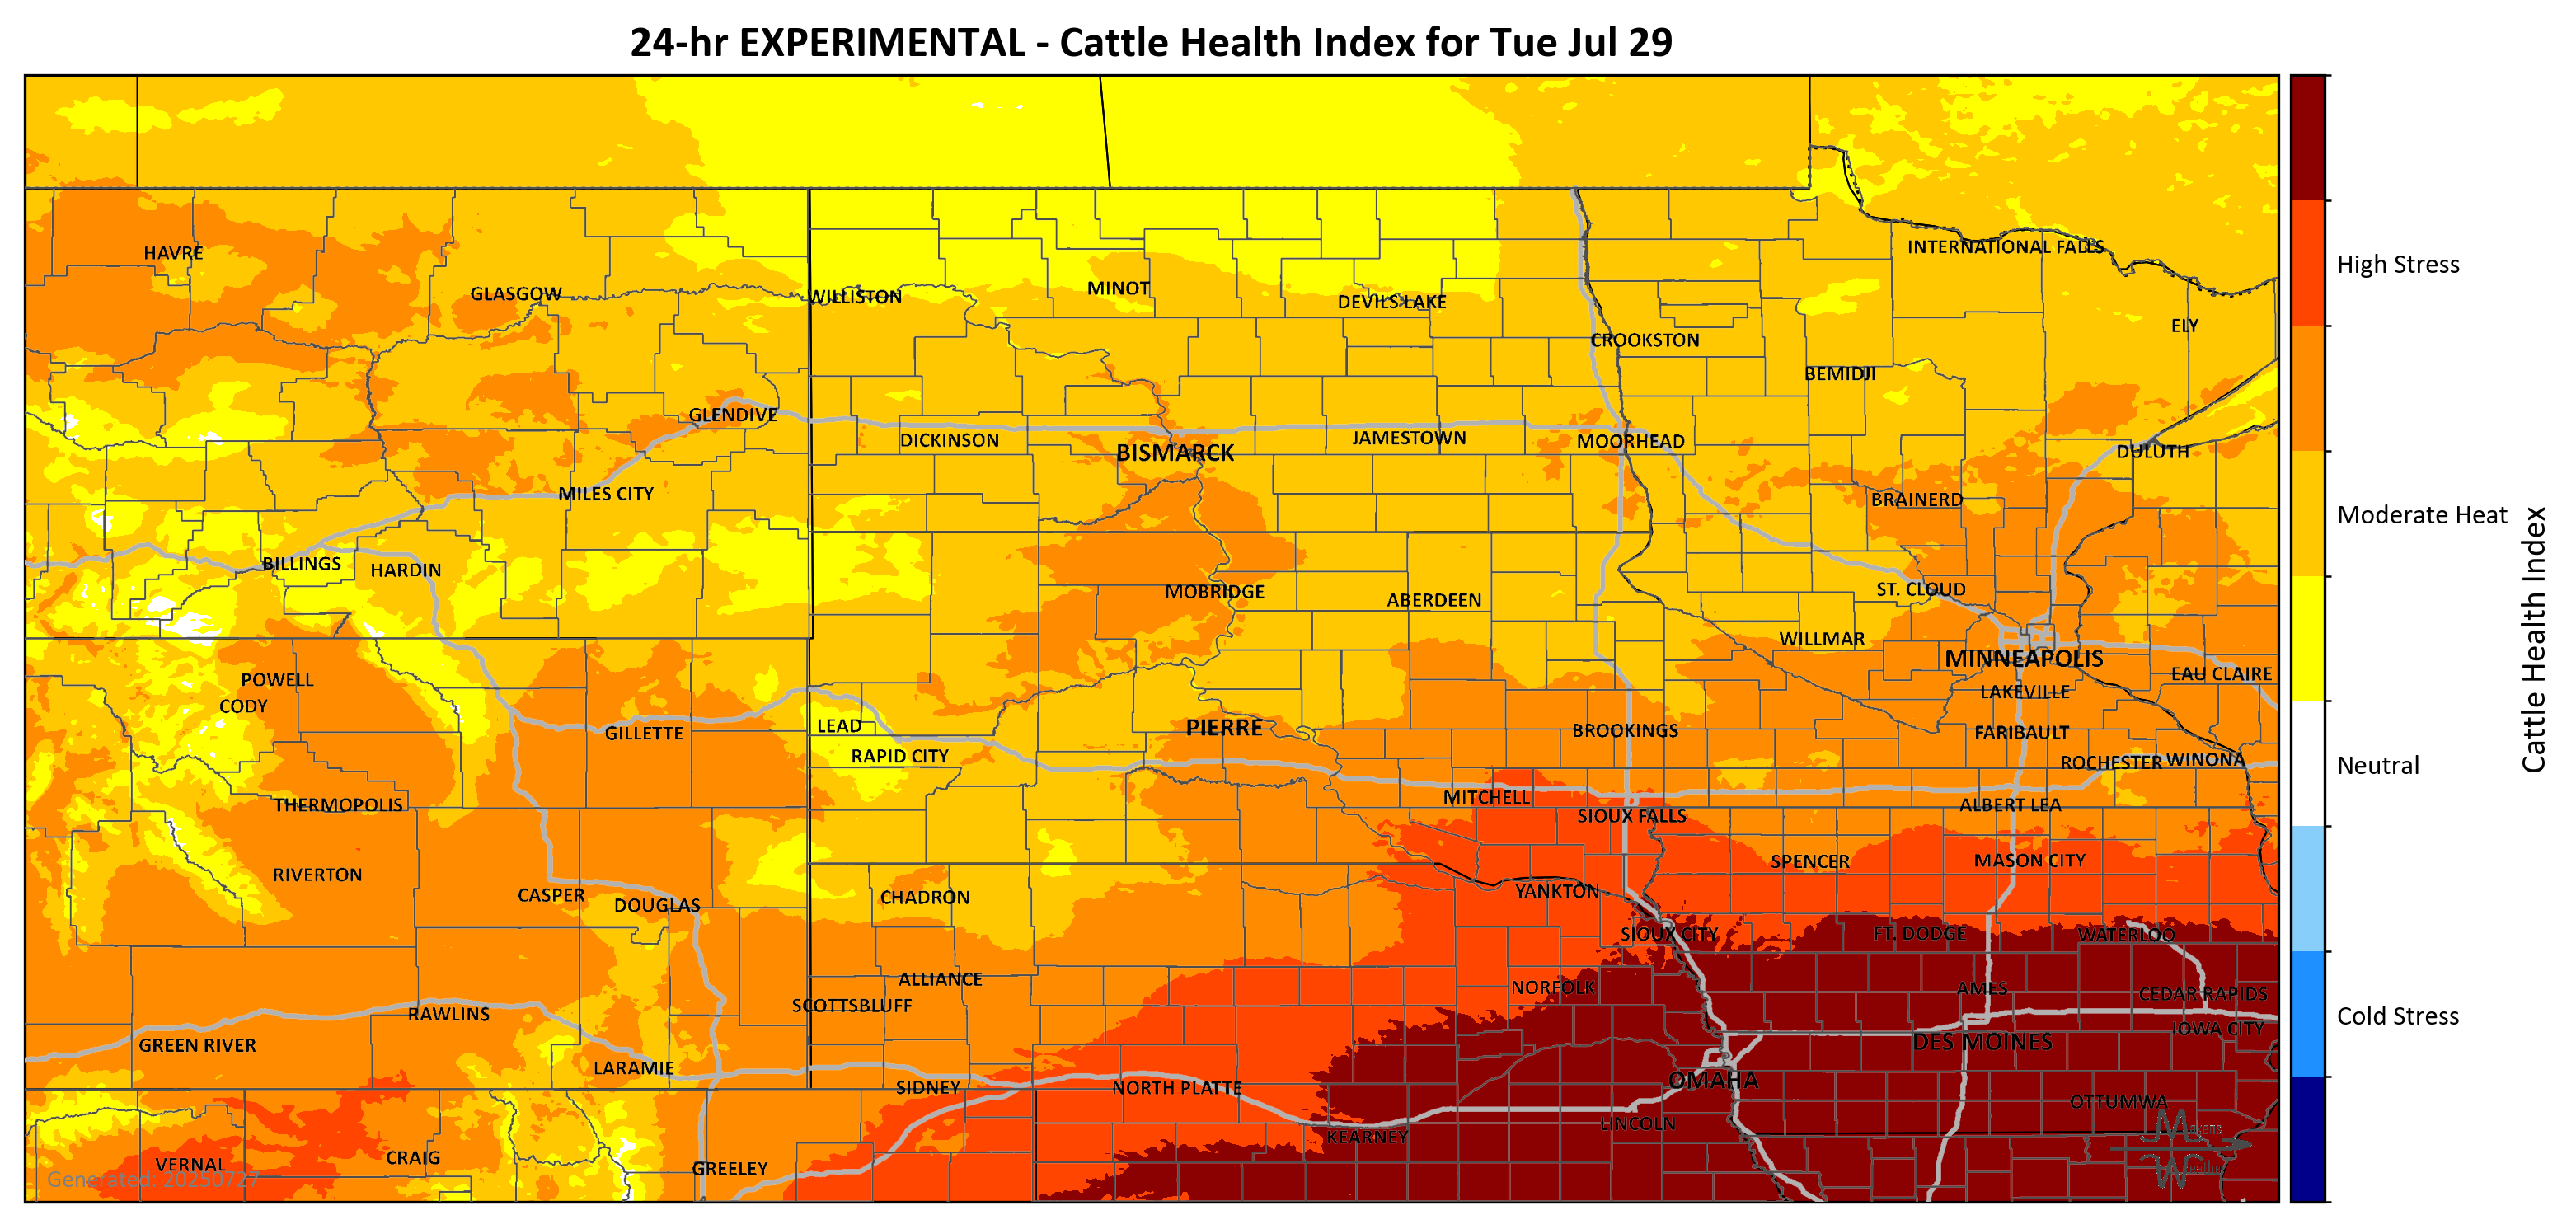 24-hr EXPERIMENTAL - Cattle Health Index for Tue Jul 29
HAVRE
GLASGOW
WILLISTON
MINOT
DEVILS LAKE
CROOKSTON
INTERNATIONAL FALLS
ELY
BEMIDJI
GLENDIVE
DICKINSON
BISMARCK
JAMESTOWN
MOORHEAD
DULUTH
MILES CITY
BRAINERD
BILLINGS
HARDIN
MOBRIDGE
ABERDEEN
ST. CLOUD
WILLMAR
MINNEAPOLIS
EAU CLAIRE
POWELL
CODY
LAKEVILLE
GILLETTE
LEAD
PIERRE
BROOKINGS
FARIBAULT
RAPID CITY
ROCHESTER
WINONA
THERMOPOLIS
MITCHELL
SIOUX FALLS
ALBERT LEA
RIVERTON
SPENCER
MASON CITY
CASPER
DOUGLAS
CHADRON
YANKTON
SIOUX CITY
FT. DODGE
WATERLOO
ALLIANCE
SCOTTSBLUFF
NORFOLK
AMES
CEDAR RAPIDS
RAWLINS
IOWA CITY
GREEN RIVER
DES MOINES
LARAMIE
SIDNEY
NORTH PLATTE
OMAHA
OTTUMWA
LINCOLN
KEARNEY
VERNAL
CRAIG
GREELEY
Generated: 20250727
High Stress
Moderate Heat
Neutral
Cold Stress
Cattle Health Index